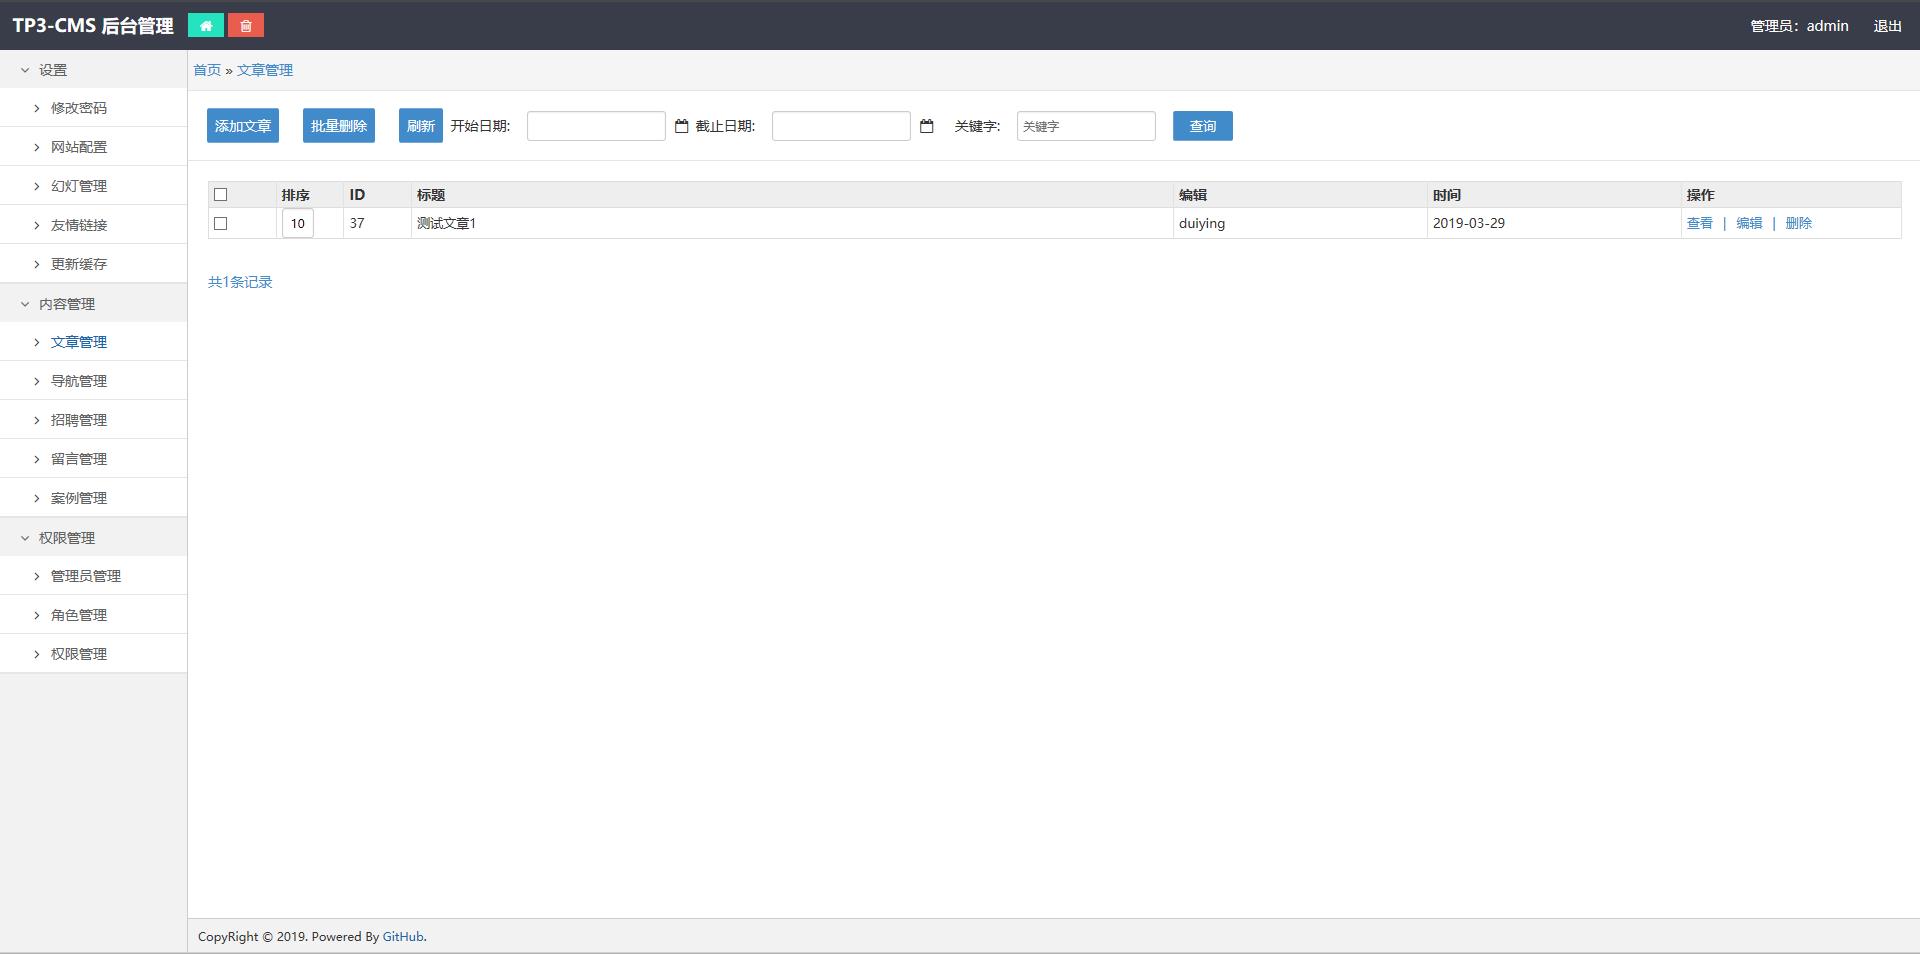 TP3-CMS 后台管理
管理员：admin 退出
设置
修改密码
网站配置
幻灯管理
友情链接
更新缓存
内容管理
文章管理
导航管理
招聘管理
留言管理
案例管理
权限管理
管理员管理
角色管理
权限管理
首页 » 文章管理
添加文章 批量删除 刷新 开始日期: 截止日期: 关键字: 关键字 查询
排序 ID 标题 编辑 时间 操作
10 37 测试文章1 duiying 2019-03-29 查看 | 编辑 | 删除
共1条记录
CopyRight © 2019. Powered By GitHub.